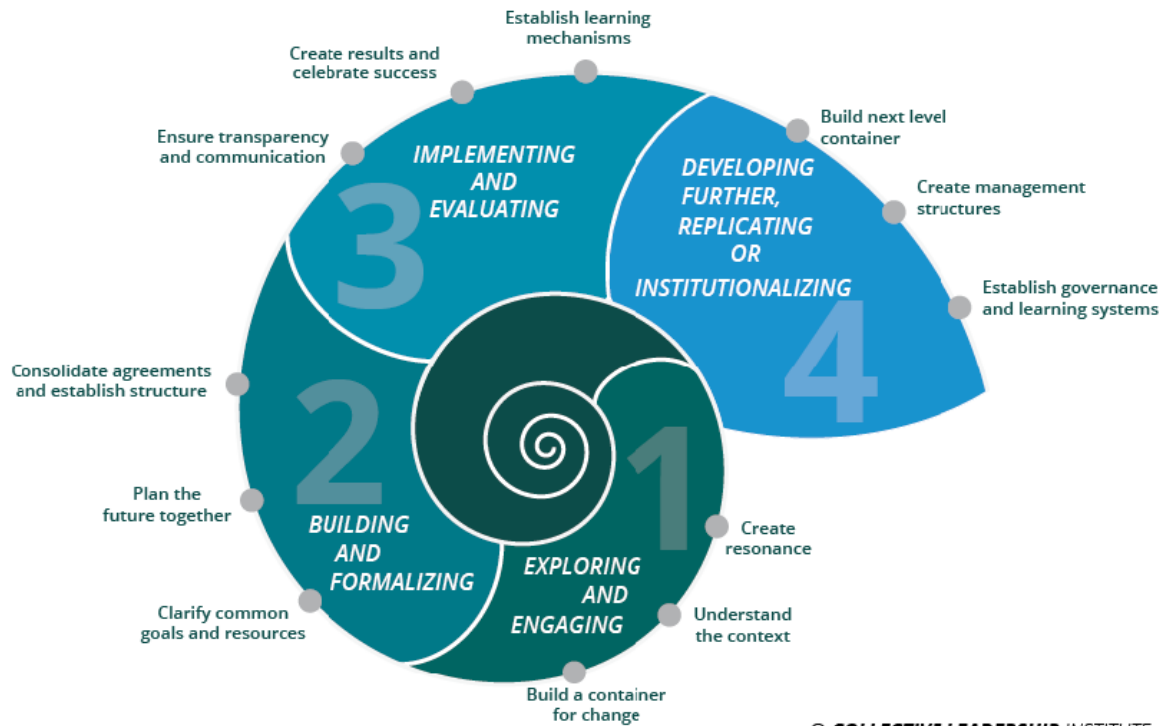 Establish learning
mechanisms
Create results and
celebrate success
Ensure transparency
and communication
IMPLEMENTING
AND
EVALUATING
3
Build next level
container
Create management
structures
Establish governance
and learning systems
DEVELOPING
FURTHER,
REPLICATING
OR
INSTITUTIONALIZING
4
Consolidate agreements
and establish structure
Plan the
future together
Clarify common
goals and resources
2
BUILDING
AND
FORMALIZING
1
EXPLORING
AND
ENGAGING
Create
resonance
Understand
the context
Build a container
for change
© COLLECTIVE LEADERSHIP INSTITUTE